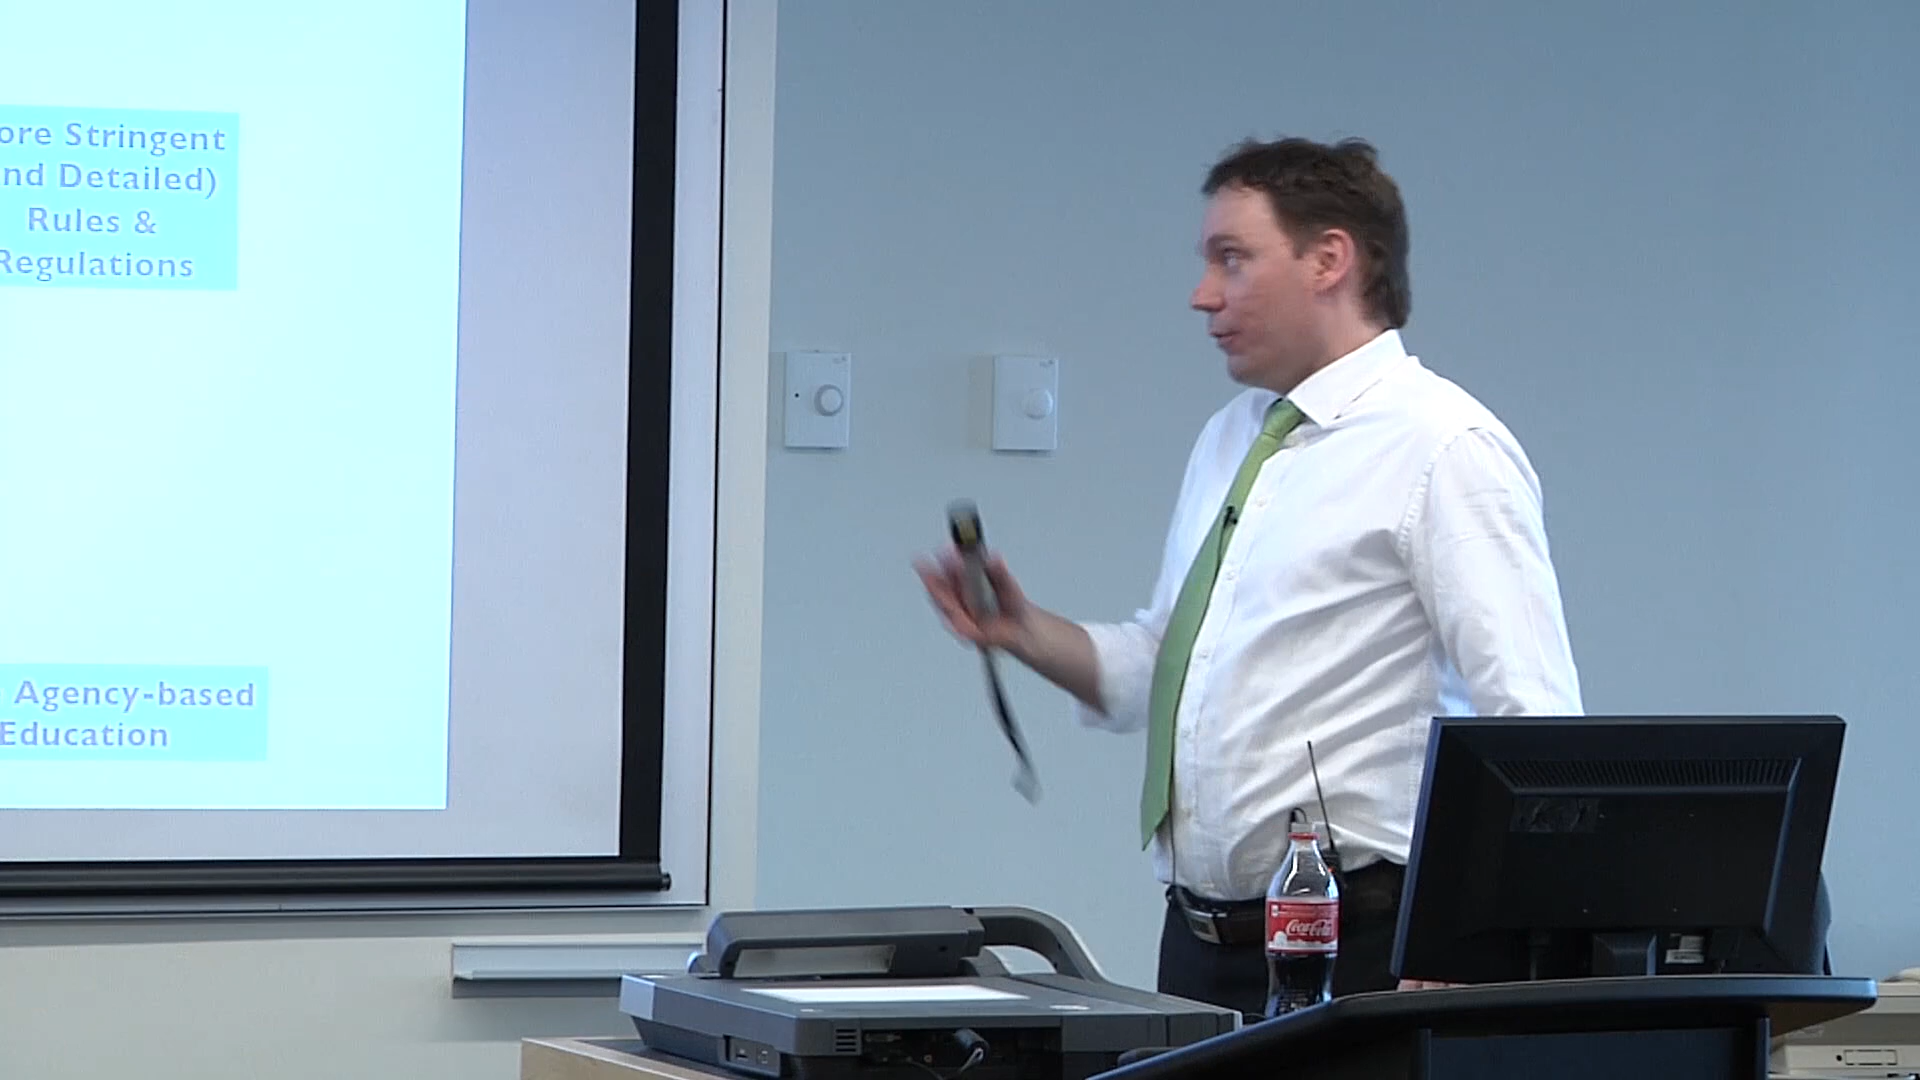 ore Stringent
nd Detailed)
Rules &
Regulations
Agency-based
Education
Coca-Cola